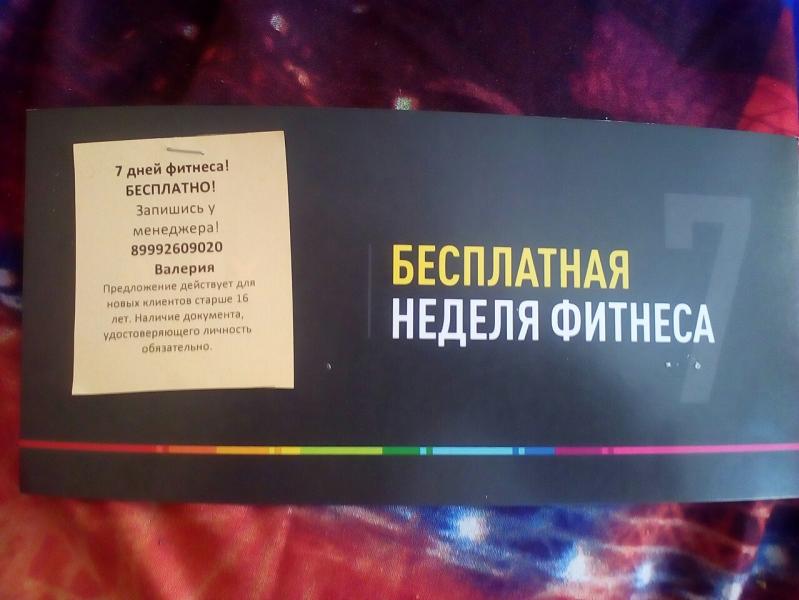 7 дней фитнеса!
БЕСПЛАТНО!
Запишись у
менеджера!
89992609020
Валерия
Предложение действует для
новых клиентов старше 16
лет. Наличие документа,
удостоверяющего личность
обязательно.
7
БЕСПЛАТНАЯ
НЕДЕЛЯ ФИТНЕСА